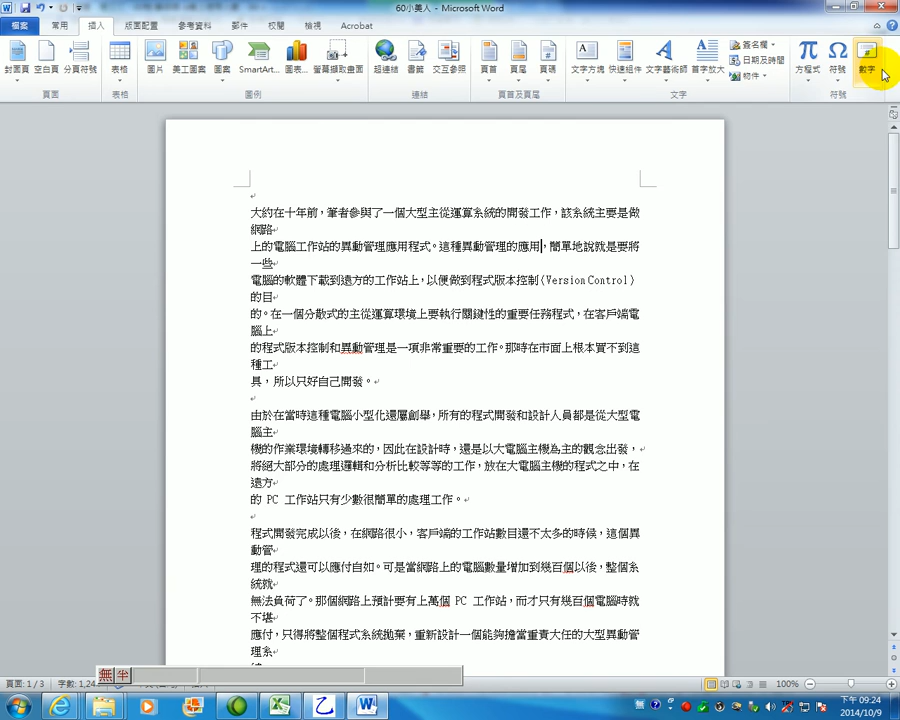 60小美人 - Microsoft Word
檔案 常用 插入 版面配置 參考資料 郵件 校閱 檢視 Acrobat
封面頁 空白頁 分頁符號 表格 圖片 美工圖案 圖案 SmartArt... 圖表... 螢幕擷取畫面 超連結 書籤 交互參照 頁首 頁尾 頁碼 文字方塊 快速組件 文字藝術師 首字放大 簽名欄 日期及時間 物件 方程式 符號 數字
頁面 表格 圖例 連結 頁首及頁尾 文字 符號
大約在十年前,筆者參與了一個大型主從運算系統的開發工作,該系統主要是做
網路
上的電腦工作站的異動管理應用程式。這種異動管理的應用,簡單地說就是要將
一些
電腦的軟體下載到遠方的工作站上,以便做到程式版本控制(Version Control)
的目
的。在一個分散式的主從運算環境上要執行關鍵性的重要任務程式,在客戶端電
腦上
的程式版本控制和異動管理是一項非常重要的工作。那時在市面上根本買不到這
種工
具,所以只好自己開發。
由於在當時這種電腦小型化還屬創舉,所有的程式開發和設計人員都是從大型電
腦主
機的作業環境轉移過來的,因此在設計時,還是以大電腦主機為主的觀念出發,
將絕大部分的處理邏輯和分析比較等等的工作,放在大電腦主機的程式之中,在
遠方
的 PC 工作站只有少數很簡單的處理工作。
程式開發完成以後,在網路很小,客戶端的工作站數目還不太多的時候,這個異
動管
理的程式還可以應付自如。可是當網路上的電腦數量增加到幾百個以後,整個系
統就
無法負荷了。那個網路上預計要有上萬個 PC 工作站,而才只有幾百個電腦時就
不堪
應付,只得將整個程式系統拋棄,重新設計一個能夠擔當重責大任的大型異動管
理系
無 半
頁面: 1 / 3 字數: 1,24 100%
下午 09:24
2014/10/9